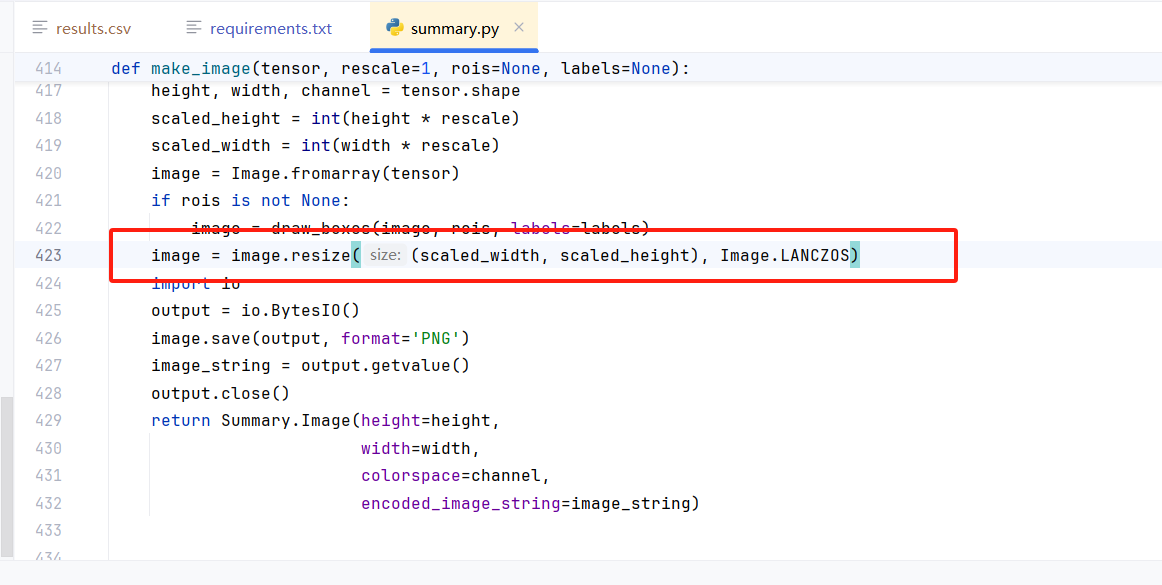 results.csv requirements.txt summary.py ×
414 def make_image(tensor, rescale=1, rois=None, labels=None):
417 height, width, channel = tensor.shape
418 scaled_height = int(height * rescale)
419 scaled_width = int(width * rescale)
420 image = Image.fromarray(tensor)
421 if rois is not None:
422 image = draw_boxes(image, rois, labels=labels)
423 image = image.resize( size: (scaled_width, scaled_height), Image.LANCZOS)
424 import io
425 output = io.BytesIO()
426 image.save(output, format='PNG')
427 image_string = output.getvalue()
428 output.close()
429 return Summary.Image(height=height,
430 width=width,
431 colorspace=channel,
432 encoded_image_string=image_string)
433
434